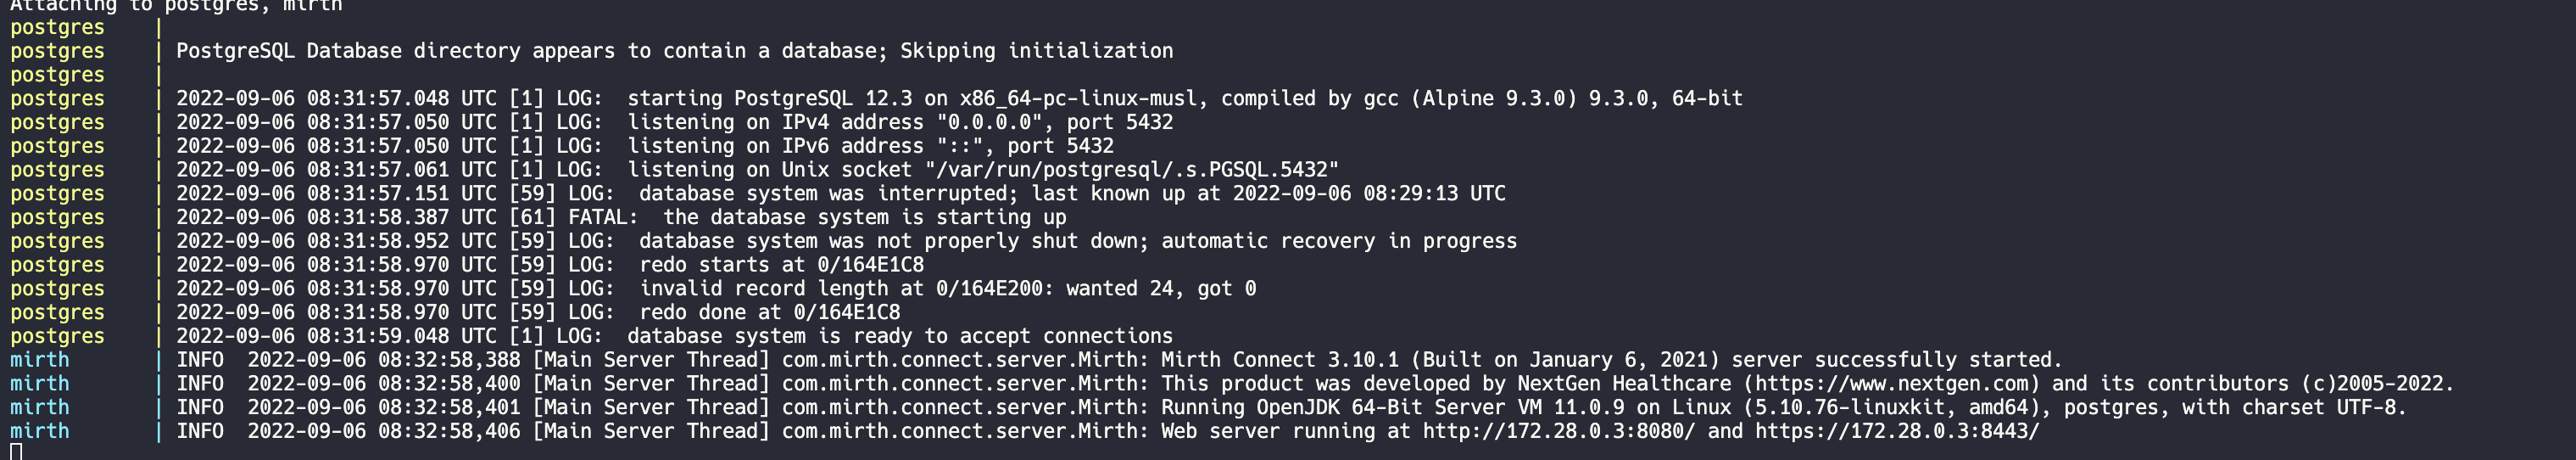 Attaching to postgres, mirth
postgres    |
postgres    | PostgreSQL Database directory appears to contain a database; Skipping initialization
postgres    |
postgres    | 2022-09-06 08:31:57.048 UTC [1] LOG:  starting PostgreSQL 12.3 on x86_64-pc-linux-musl, compiled by gcc (Alpine 9.3.0) 9.3.0, 64-bit
postgres    | 2022-09-06 08:31:57.050 UTC [1] LOG:  listening on IPv4 address "0.0.0.0", port 5432
postgres    | 2022-09-06 08:31:57.050 UTC [1] LOG:  listening on IPv6 address "::", port 5432
postgres    | 2022-09-06 08:31:57.061 UTC [1] LOG:  listening on Unix socket "/var/run/postgresql/.s.PGSQL.5432"
postgres    | 2022-09-06 08:31:57.151 UTC [59] LOG:  database system was interrupted; last known up at 2022-09-06 08:29:13 UTC
postgres    | 2022-09-06 08:31:58.387 UTC [61] FATAL:  the database system is starting up
postgres    | 2022-09-06 08:31:58.952 UTC [59] LOG:  database system was not properly shut down; automatic recovery in progress
postgres    | 2022-09-06 08:31:58.970 UTC [59] LOG:  redo starts at 0/164E1C8
postgres    | 2022-09-06 08:31:58.970 UTC [59] LOG:  invalid record length at 0/164E200: wanted 24, got 0
postgres    | 2022-09-06 08:31:58.970 UTC [59] LOG:  redo done at 0/164E1C8
postgres    | 2022-09-06 08:31:59.048 UTC [1] LOG:  database system is ready to accept connections
mirth       | INFO  2022-09-06 08:32:58,388 [Main Server Thread] com.mirth.connect.server.Mirth: Mirth Connect 3.10.1 (Built on January 6, 2021) server successfully started.
mirth       | INFO  2022-09-06 08:32:58,400 [Main Server Thread] com.mirth.connect.server.Mirth: This product was developed by NextGen Healthcare (https://www.nextgen.com) and its contributors (c)2005-2022.
mirth       | INFO  2022-09-06 08:32:58,401 [Main Server Thread] com.mirth.connect.server.Mirth: Running OpenJDK 64-Bit Server VM 11.0.9 on Linux (5.10.76-linuxkit, amd64), postgres, with charset UTF-8.
mirth       | INFO  2022-09-06 08:32:58,406 [Main Server Thread] com.mirth.connect.server.Mirth: Web server running at http://172.28.0.3:8080/ and https://172.28.0.3:8443/